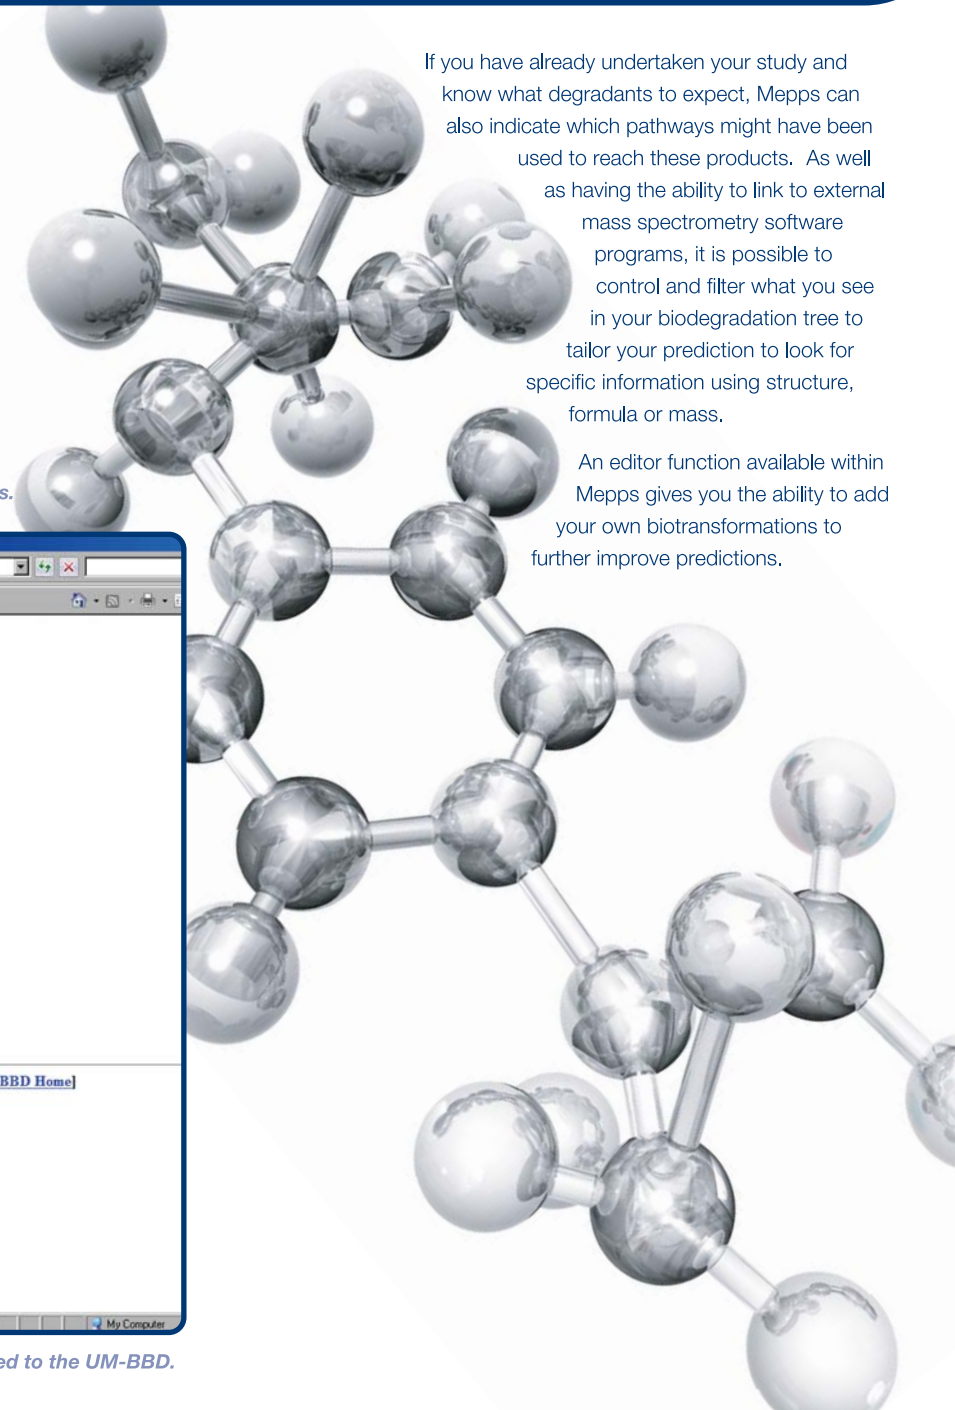 If you have already undertaken your study and
know what degradants to expect, Mepps can
also indicate which pathways might have been
used to reach these products. As well
as having the ability to link to external
mass spectrometry software
programs, it is possible to
control and filter what you see
in your biodegradation tree to
tailor your prediction to look for
specific information using structure,
formula or mass.
An editor function available within
Mepps gives you the ability to add
your own biotransformations to
further improve predictions.
s.
BBD Home]
My Computer
ed to the UM-BBD.